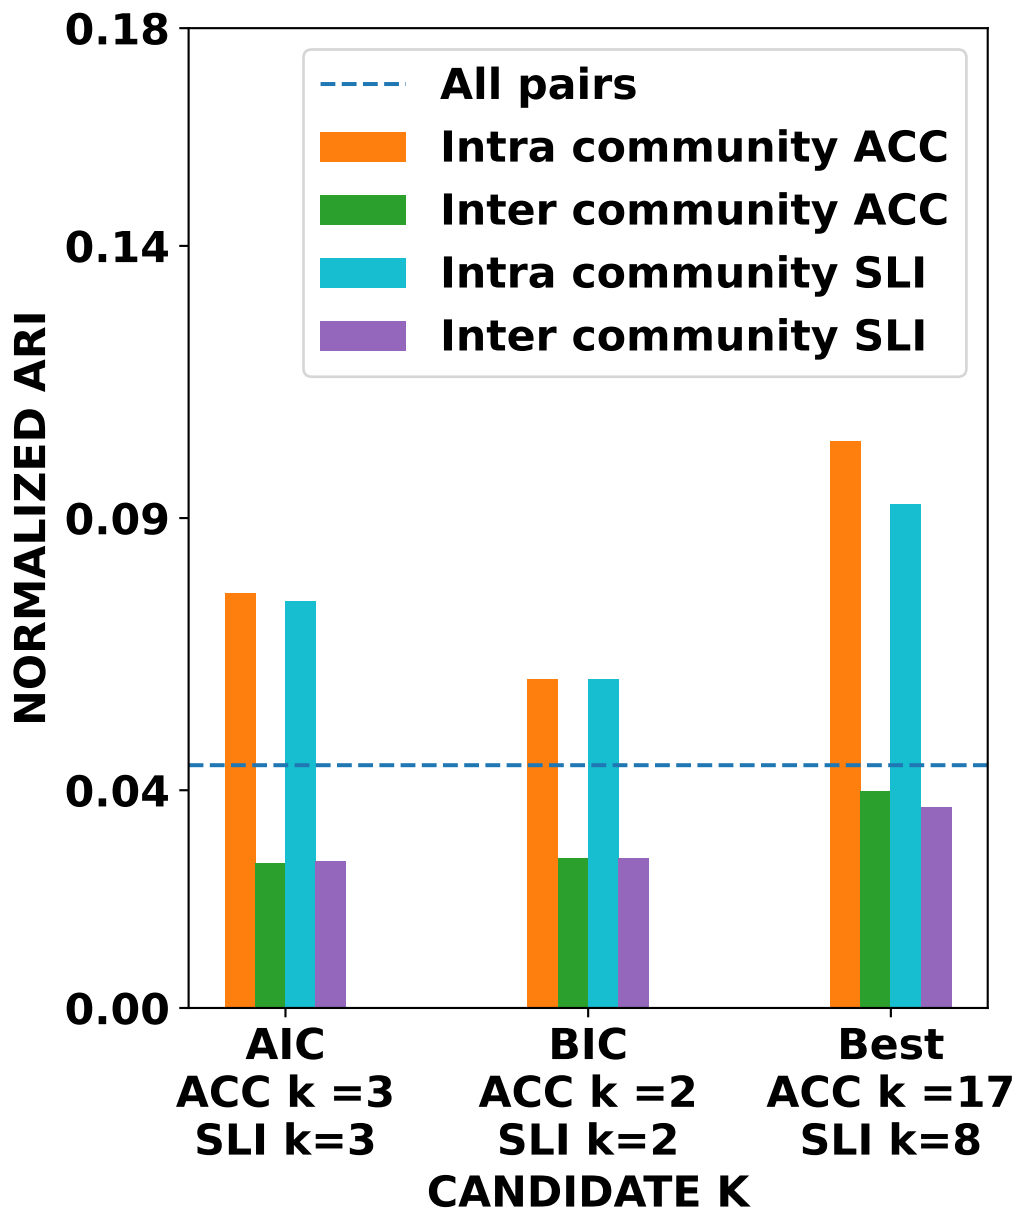 0.18
0.14
0.09
0.04
0.00
NORMALIZED ARI
All pairs
Intra community ACC
Inter community ACC
Intra community SLI
Inter community SLI
AIC
ACC k =3
SLI k=3
BIC
ACC k =2
SLI k=2
Best
ACC k =17
SLI k=8
CANDIDATE K